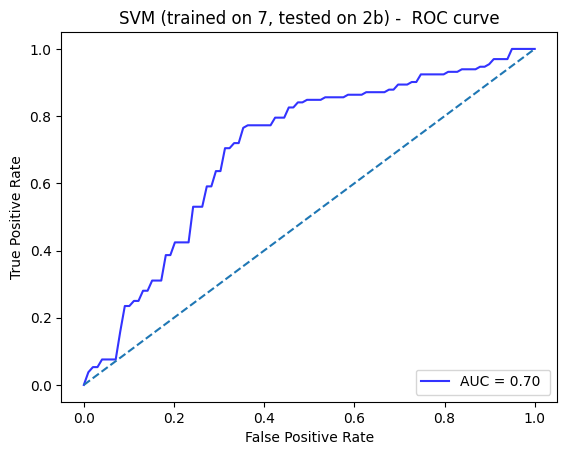 SVM (trained on 7, tested on 2b) -  ROC curve
True Positive Rate
1.0
0.8
0.6
0.4
0.2
0.0
AUC = 0.70
0.0 0.2 0.4 0.6 0.8 1.0
False Positive Rate